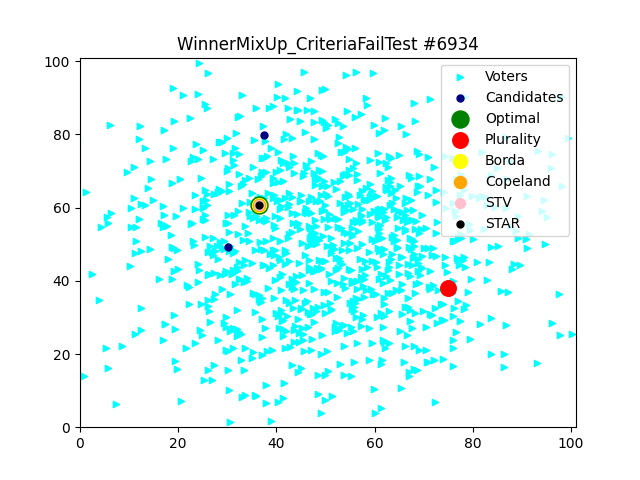 WinnerMixUp_CriteriaFailTest #6934
100
80
60
40
20
0
0 20 40 60 80 100
Voters
Candidates
Optimal
Plurality
Borda
Copeland
STV
STAR